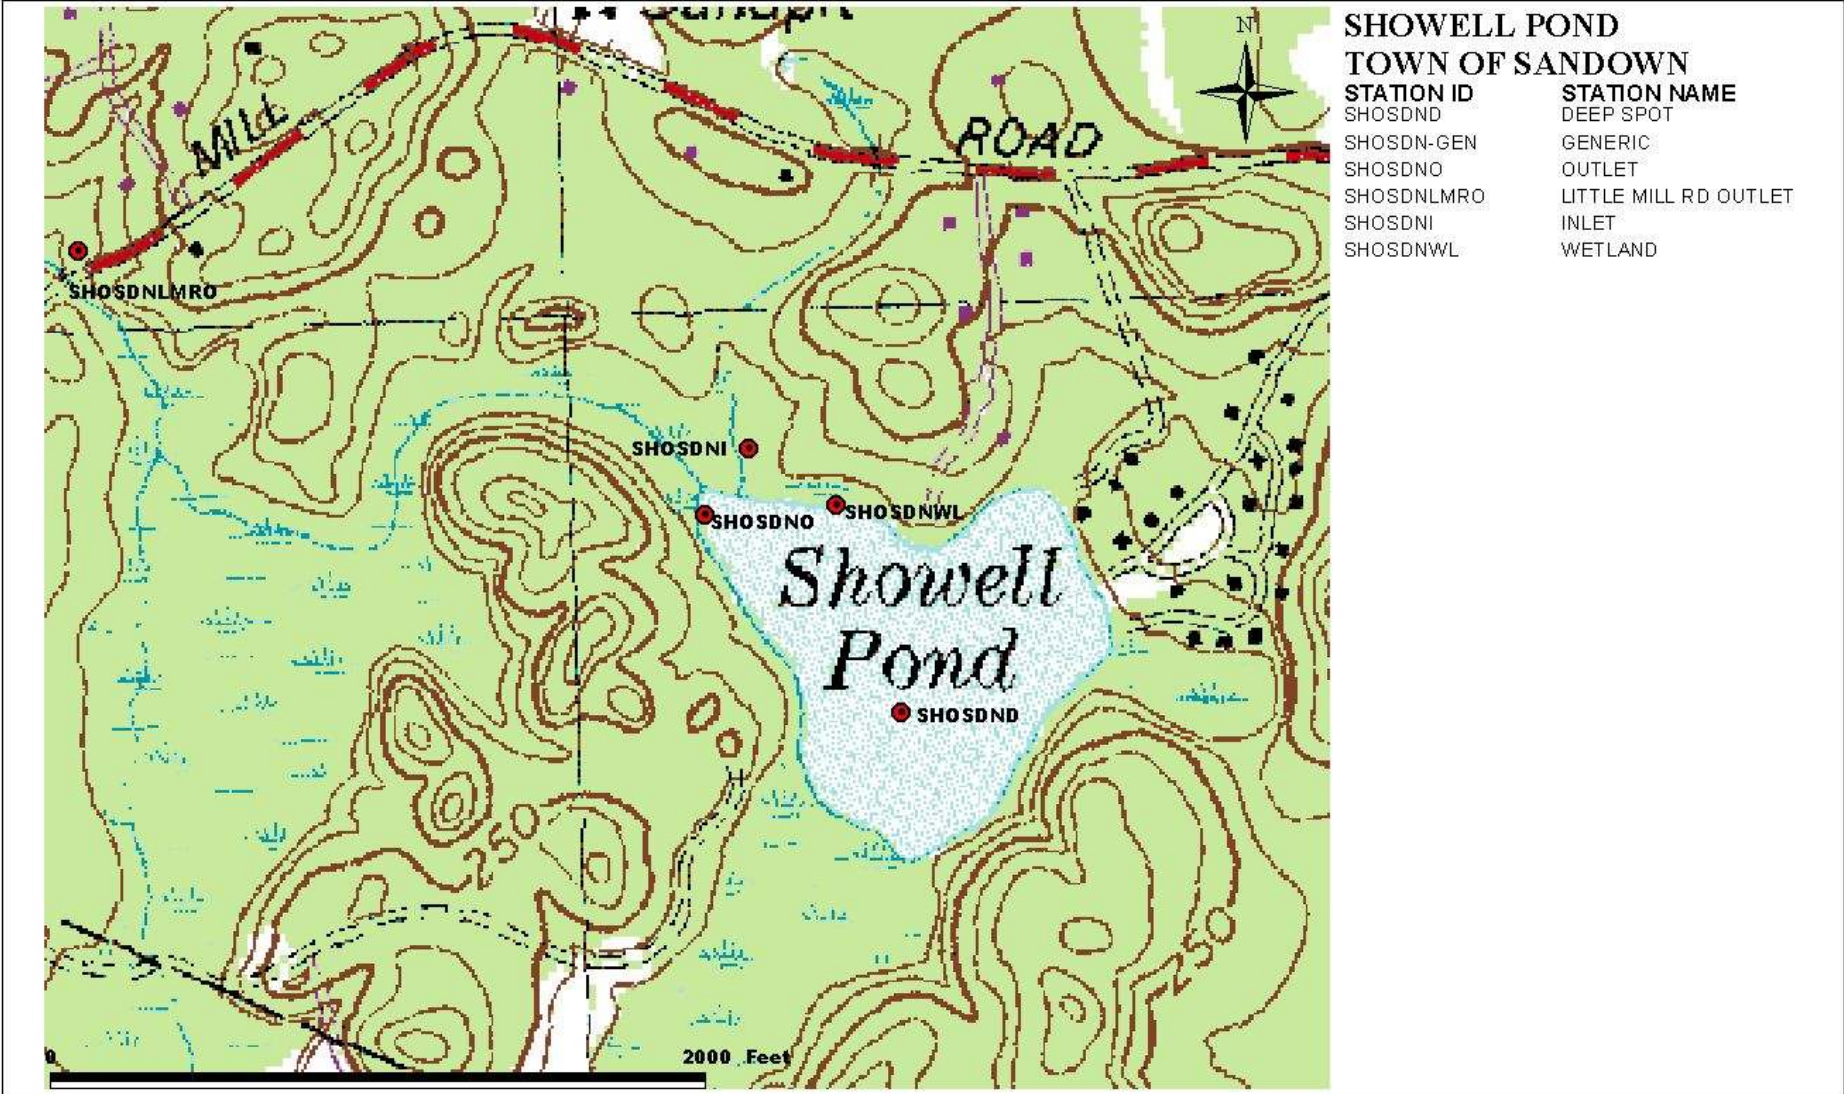 MILL
ROAD
N
SHOWELL POND
TOWN OF SANDOWN
STATION ID STATION NAME
SHOSDND DEEP SPOT
SHOSDN-GEN GENERIC
SHOSDNO OUTLET
SHOSDNLMRO LITTLE MILL RD OUTLET
SHOSDNI INLET
SHOSDNWL WETLAND
SHOSDNLMRO
SHOSDNI
SHOSDNO
SHOSDNWL
Showell
Pond
SHOSDND
250
250
0 2000 Feet